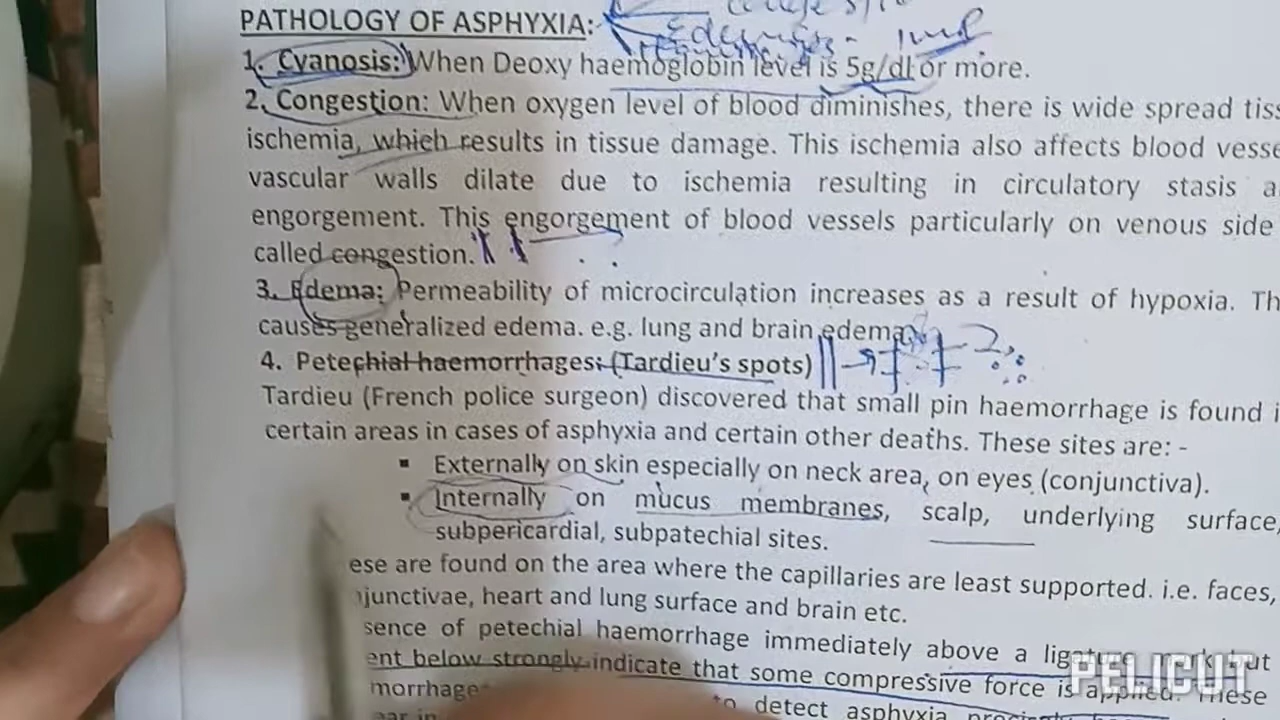 Edema - lung
PATHOLOGY OF ASPHYXIA:
1. Cyanosis: When Deoxy haemoglobin level is 5g/dl or more.
2. Congestion: When oxygen level of blood diminishes, there is wide spread tiss
ischemia, which results in tissue damage. This ischemia also affects blood vesse
vascular walls dilate due to ischemia resulting in circulatory stasis a
engorgement. This engorgement of blood vessels particularly on venous side
called congestion.
3. Edema: Permeability of microcirculation increases as a result of hypoxia. Th
causes generalized edema. e.g. lung and brain edema
4. Petechial haemorrhages: (Tardieu's spots)
Tardieu (French police surgeon) discovered that small pin haemorrhage is found i
certain areas in cases of asphyxia and certain other deaths. These sites are: -
▪ Externally on skin especially on neck area, on eyes (conjunctiva).
▪ Internally on mucus membranes, scalp, underlying surface,
subpericardial, subpatechial sites.
ese are found on the area where the capillaries are least supported. i.e. faces,
junctivae, heart and lung surface and brain etc.
sence of petechial haemorrhage immediately above a ligature mark but
ent below strongly indicate that some compressive force is applied. These
morrhage to detect asphyxia
PELICUT